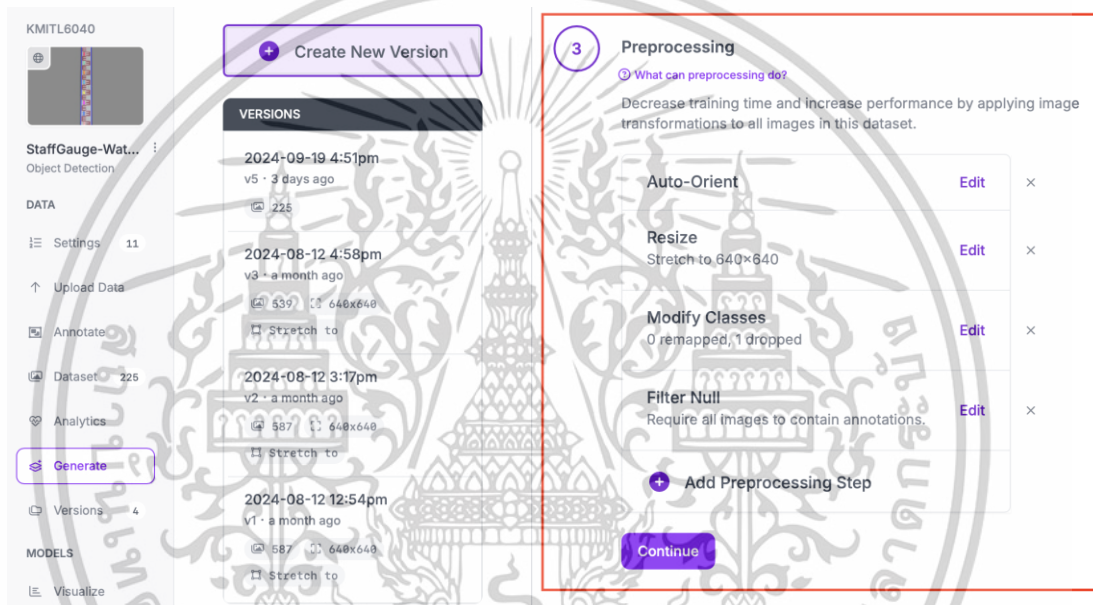 KMITL6040
StaffGauge-Wat...
Object Detection
DATA
Settings 11
Upload Data
Annotate
Dataset 225
Analytics
Generate
Versions 4
MODELS
Visualize
Create New Version
VERSIONS
2024-09-19 4:51pm
v5 · 3 days ago
225
2024-08-12 4:58pm
v3 · a month ago
539 640x640
Stretch to
2024-08-12 3:17pm
v2 · a month ago
587 640x640
Stretch to
2024-08-12 12:54pm
v1 · a month ago
587 640x640
Stretch to
3 Preprocessing
What can preprocessing do?
Decrease training time and increase performance by applying image
transformations to all images in this dataset.
Auto-Orient Edit ×
Resize
Stretch to 640×640 Edit ×
Modify Classes
0 remapped, 1 dropped Edit ×
Filter Null
Require all images to contain annotations. Edit ×
Add Preprocessing Step
Continue